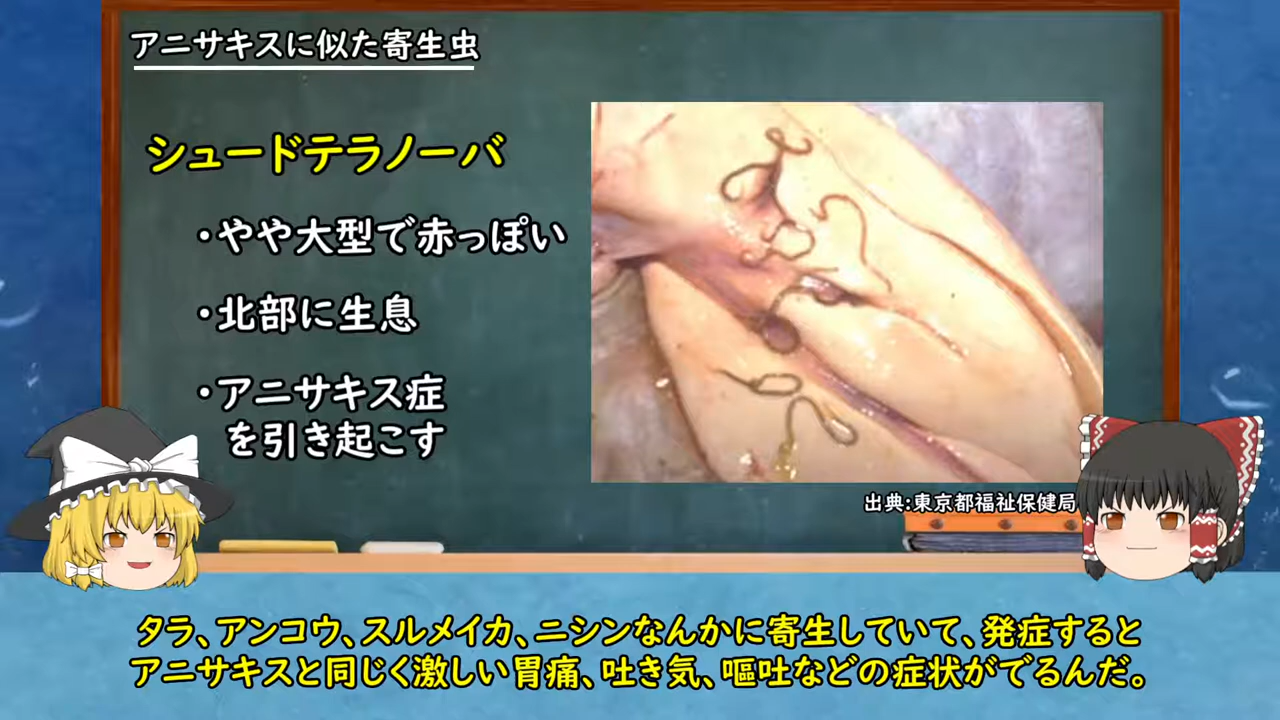 アニサキスに似た寄生虫
シュードテラノーバ
・やや大型で赤っぽい
・北部に生息
・アニサキス症
を引き起こす
出典:東京都福祉保健局
タラ、アンコウ、スルメイカ、ニシンなんかに寄生していて、発症すると
アニサキスと同じく激しい胃痛、吐き気、嘔吐などの症状がでるんだ。